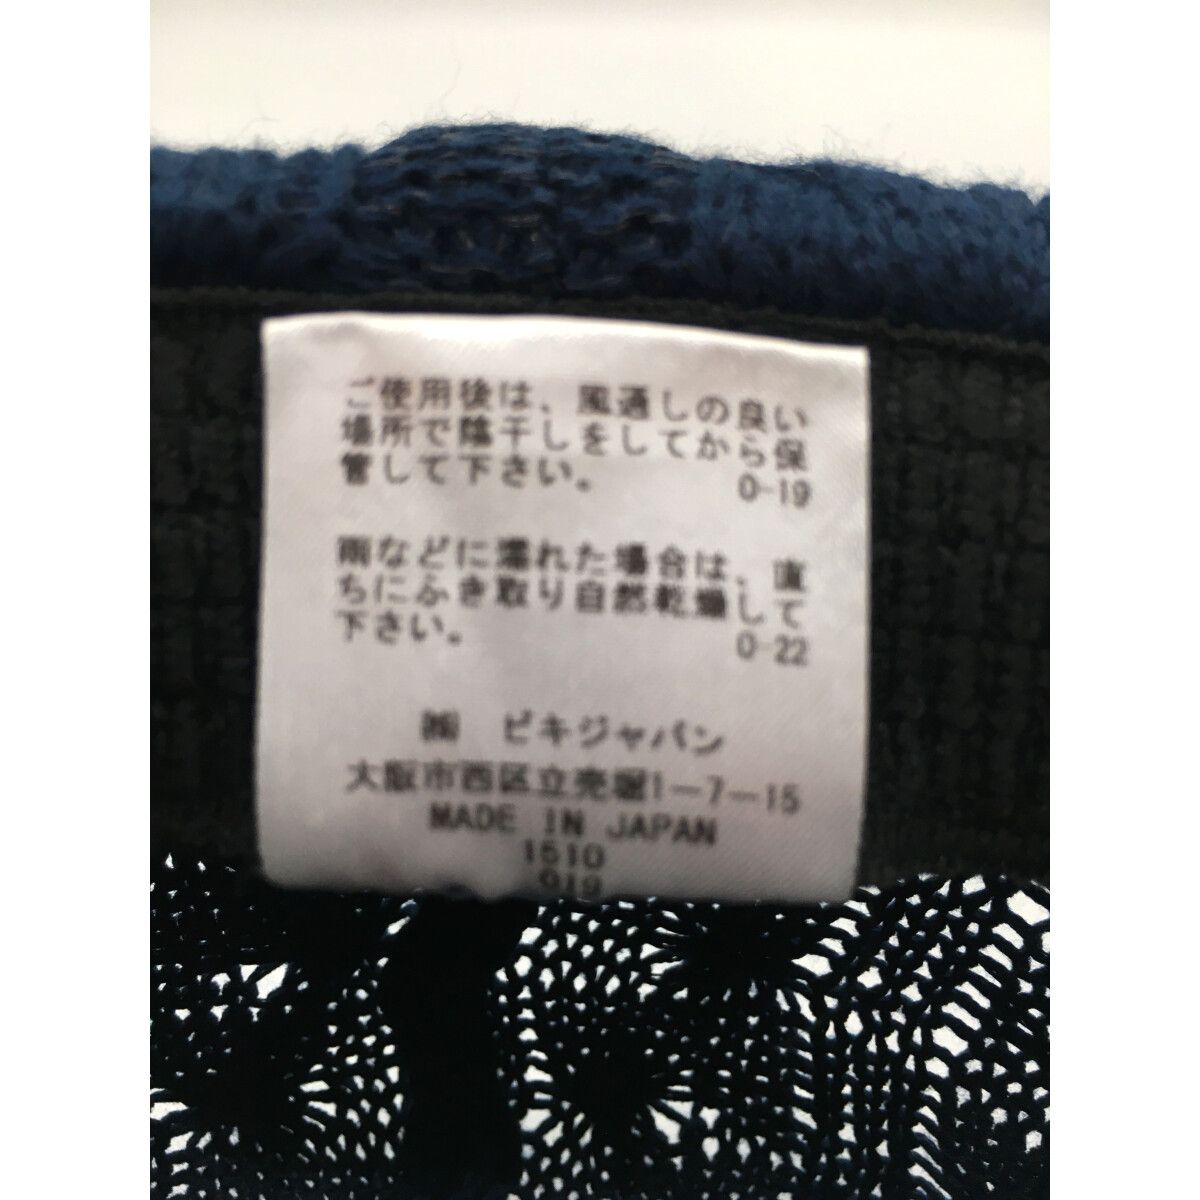 ご使用後は、風通しの良い
場所で陰干しをしてから保
管して下さい。 0-19
雨などに濡れた場合は、直
ちにふき取り自然乾燥して
下さい。 0-22
㈱ ビキジャパン
大阪市西区立売堀1-7-15
MADE IN JAPAN
1510